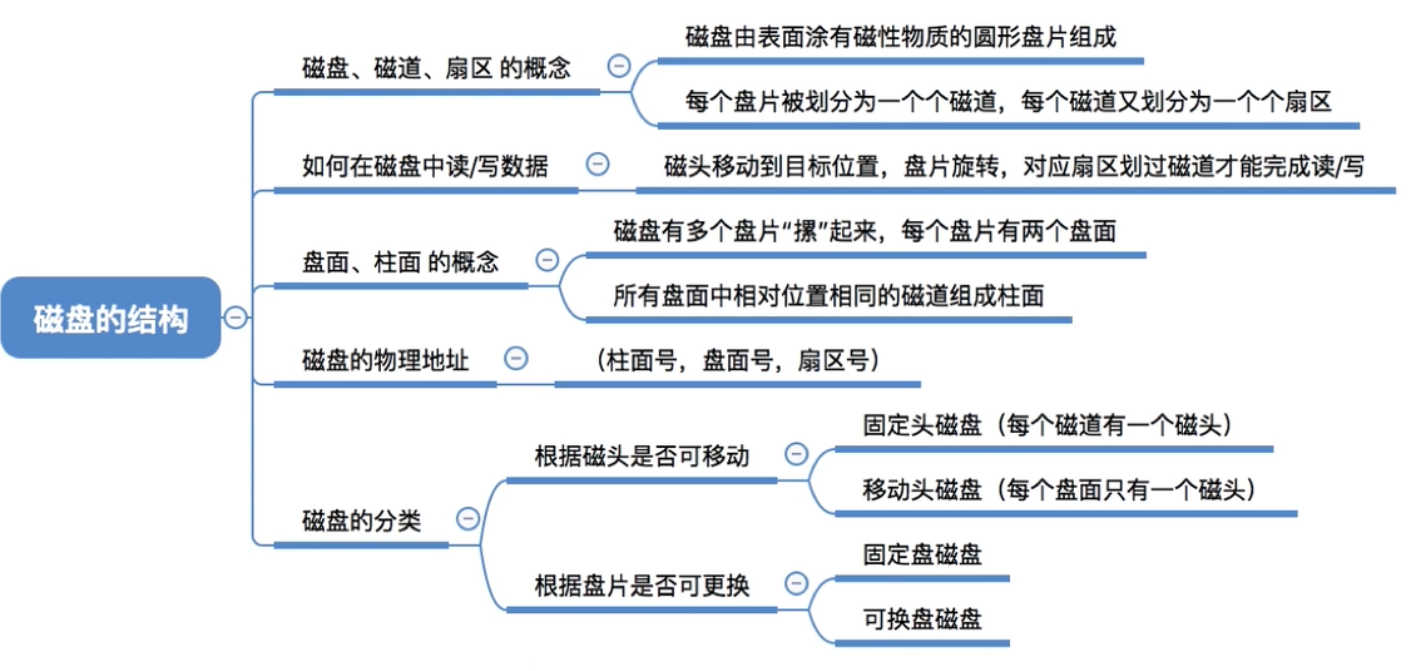 磁盘的结构
磁盘、磁道、扇区 的概念
磁盘由表面涂有磁性物质的圆形盘片组成
每个盘片被划分为一个个磁道，每个磁道又划分为一个个扇区
如何在磁盘中读/写数据
磁头移动到目标位置，盘片旋转，对应扇区划过磁道才能完成读/写
盘面、柱面 的概念
磁盘有多个盘片“摞”起来，每个盘片有两个盘面
所有盘面中相对位置相同的磁道组成柱面
磁盘的物理地址
（柱面号，盘面号，扇区号）
磁盘的分类
根据磁头是否可移动
固定头磁盘（每个磁道有一个磁头）
移动头磁盘（每个盘面只有一个磁头）
根据盘片是否可更换
固定盘磁盘
可换盘磁盘